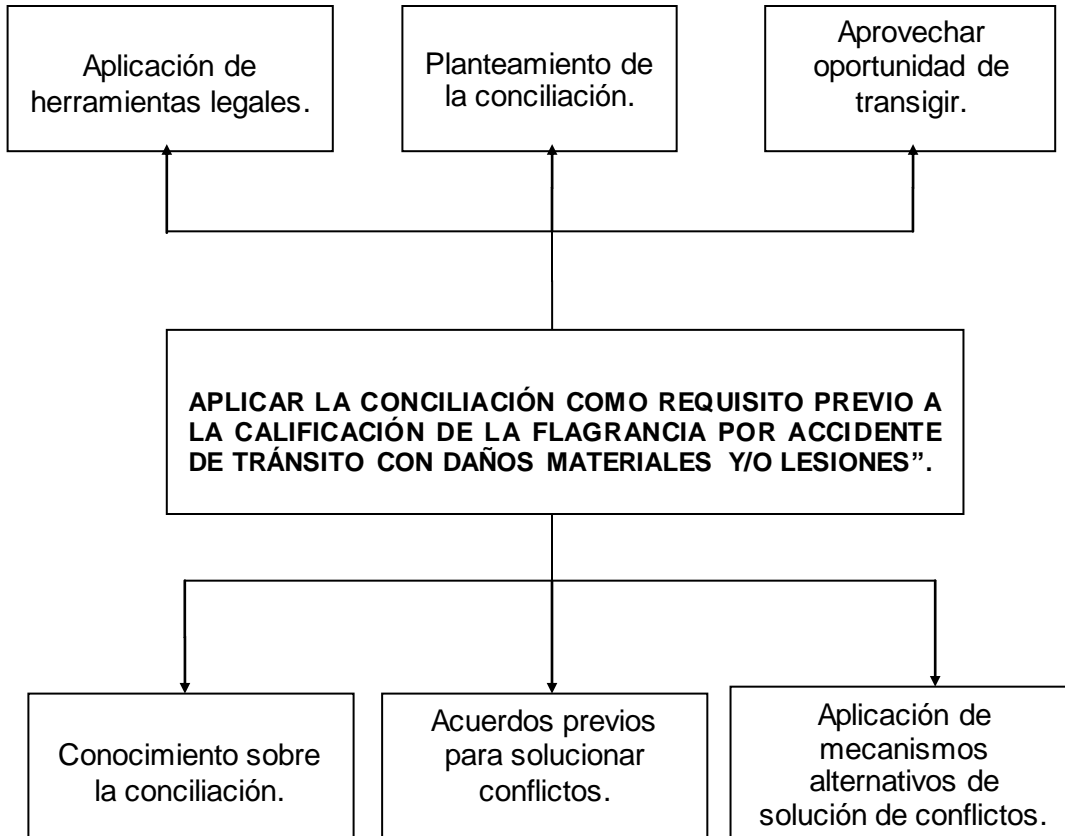 Aplicación de
herramientas legales.
Planteamiento de
la conciliación.
Aprovechar
oportunidad de
transigir.
APLICAR LA CONCILIACIÓN COMO REQUISITO PREVIO A
LA CALIFICACIÓN DE LA FLAGRANCIA POR ACCIDENTE
DE TRÁNSITO CON DAÑOS MATERIALES Y/O LESIONES”.
Conocimiento sobre
la conciliación.
Acuerdos previos
para solucionar
conflictos.
Aplicación de
mecanismos
alternativos de
solución de conflictos.